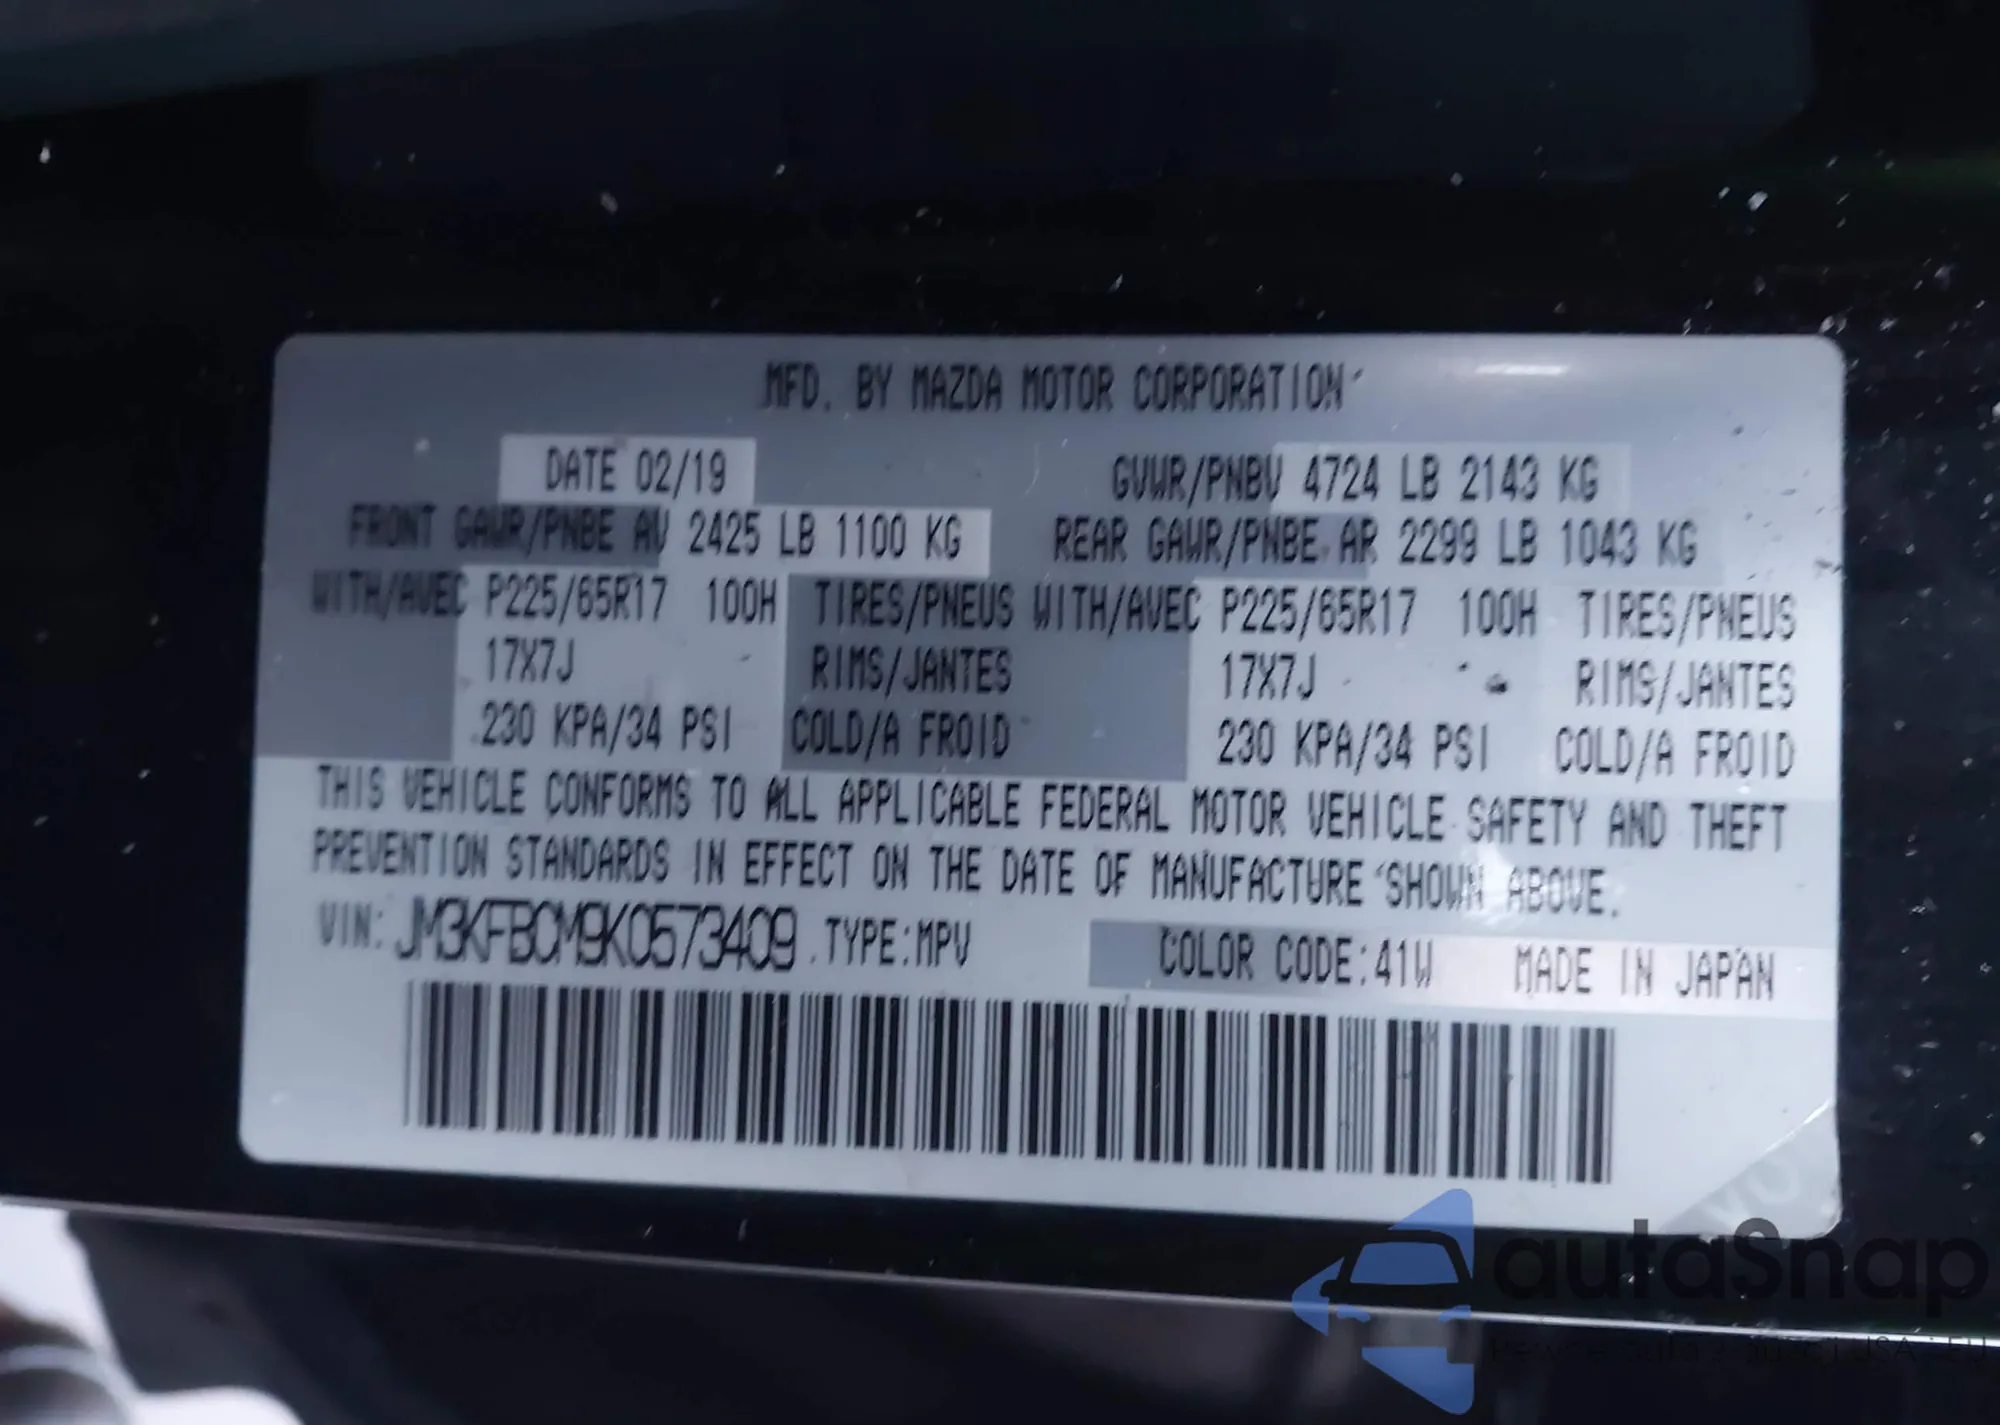 MFD. BY MAZDA MOTOR CORPORATION
DATE 02/19 GVWR/PNBV 4724 LB 2143 KG
FRONT GAWR/PNBE AV 2425 LB 1100 KG REAR GAWR/PNBE AR 2299 LB 1043 KG
WITH/AVEC P225/65R17 100H TIRES/PNEUS WITH/AVEC P225/65R17 100H TIRES/PNEUS
17X7J RIMS/JANTES 17X7J RIMS/JANTES
230 KPA/34 PSI COLD/A FROID 230 KPA/34 PSI COLD/A FROID
THIS VEHICLE CONFORMS TO ALL APPLICABLE FEDERAL MOTOR VEHICLE SAFETY AND THEFT
PREVENTION STANDARDS IN EFFECT ON THE DATE OF MANUFACTURE SHOWN ABOVE.
VIN: JM3KFBCM9K0573409 TYPE:MPV COLOR CODE:41W MADE IN JAPAN
autaSnap